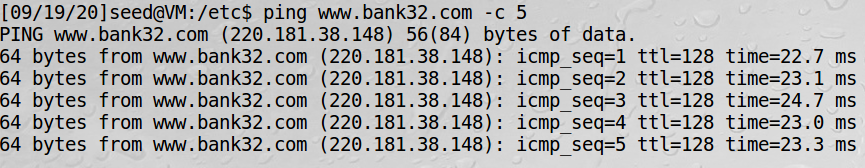 [09/19/20]seed@VM:/etc$ ping www.bank32.com -c 5
PING www.bank32.com (220.181.38.148) 56(84) bytes of data.
64 bytes from www.bank32.com (220.181.38.148): icmp_seq=1 ttl=128 time=22.7 ms
64 bytes from www.bank32.com (220.181.38.148): icmp_seq=2 ttl=128 time=23.1 ms
64 bytes from www.bank32.com (220.181.38.148): icmp_seq=3 ttl=128 time=24.7 ms
64 bytes from www.bank32.com (220.181.38.148): icmp_seq=4 ttl=128 time=23.0 ms
64 bytes from www.bank32.com (220.181.38.148): icmp_seq=5 ttl=128 time=23.3 ms